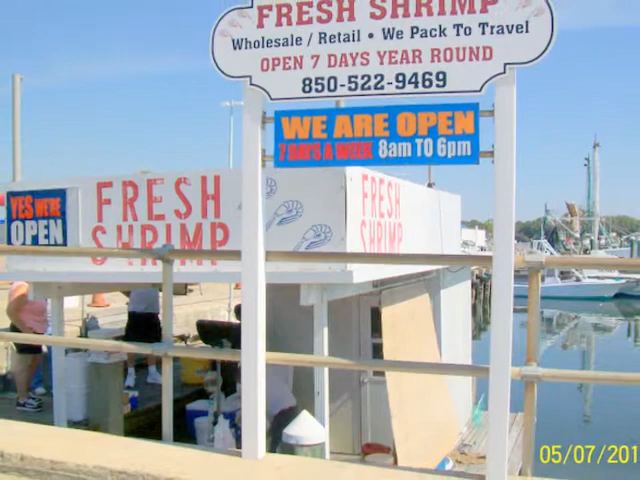 FRESH SHRIMP
Wholesale / Retail • We Pack To Travel
OPEN 7 DAYS YEAR ROUND
850-522-9469
WE ARE OPEN
7 DAYS A WEEK 8am TO 6pm
YES WE'RE
OPEN
FRESH
SHRIMP
FRESH
SHRIMP
05/07/201